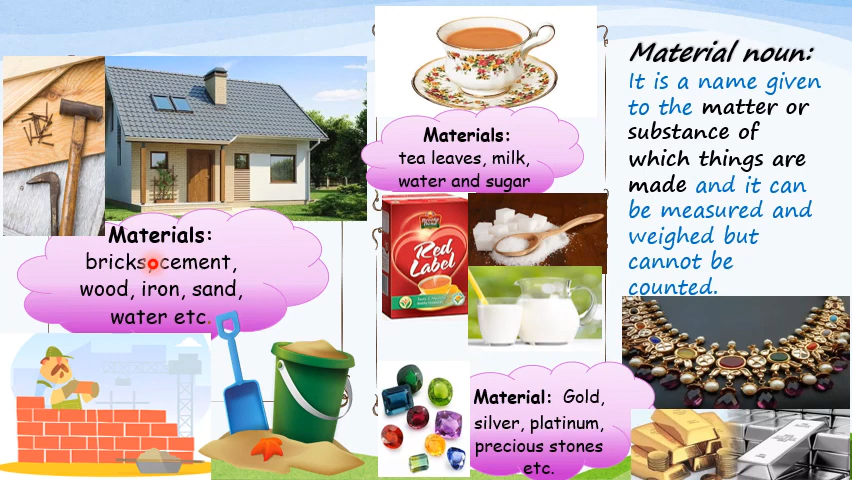 Material noun:
It is a name given
to the matter or
substance of
which things are
made and it can
be measured and
weighed but
cannot be
counted.
Materials:
tea leaves, milk,
water and sugar
Materials:
bricks, cement,
wood, iron, sand,
water etc.
Red
Label
Material: Gold,
silver, platinum,
precious stones
etc.